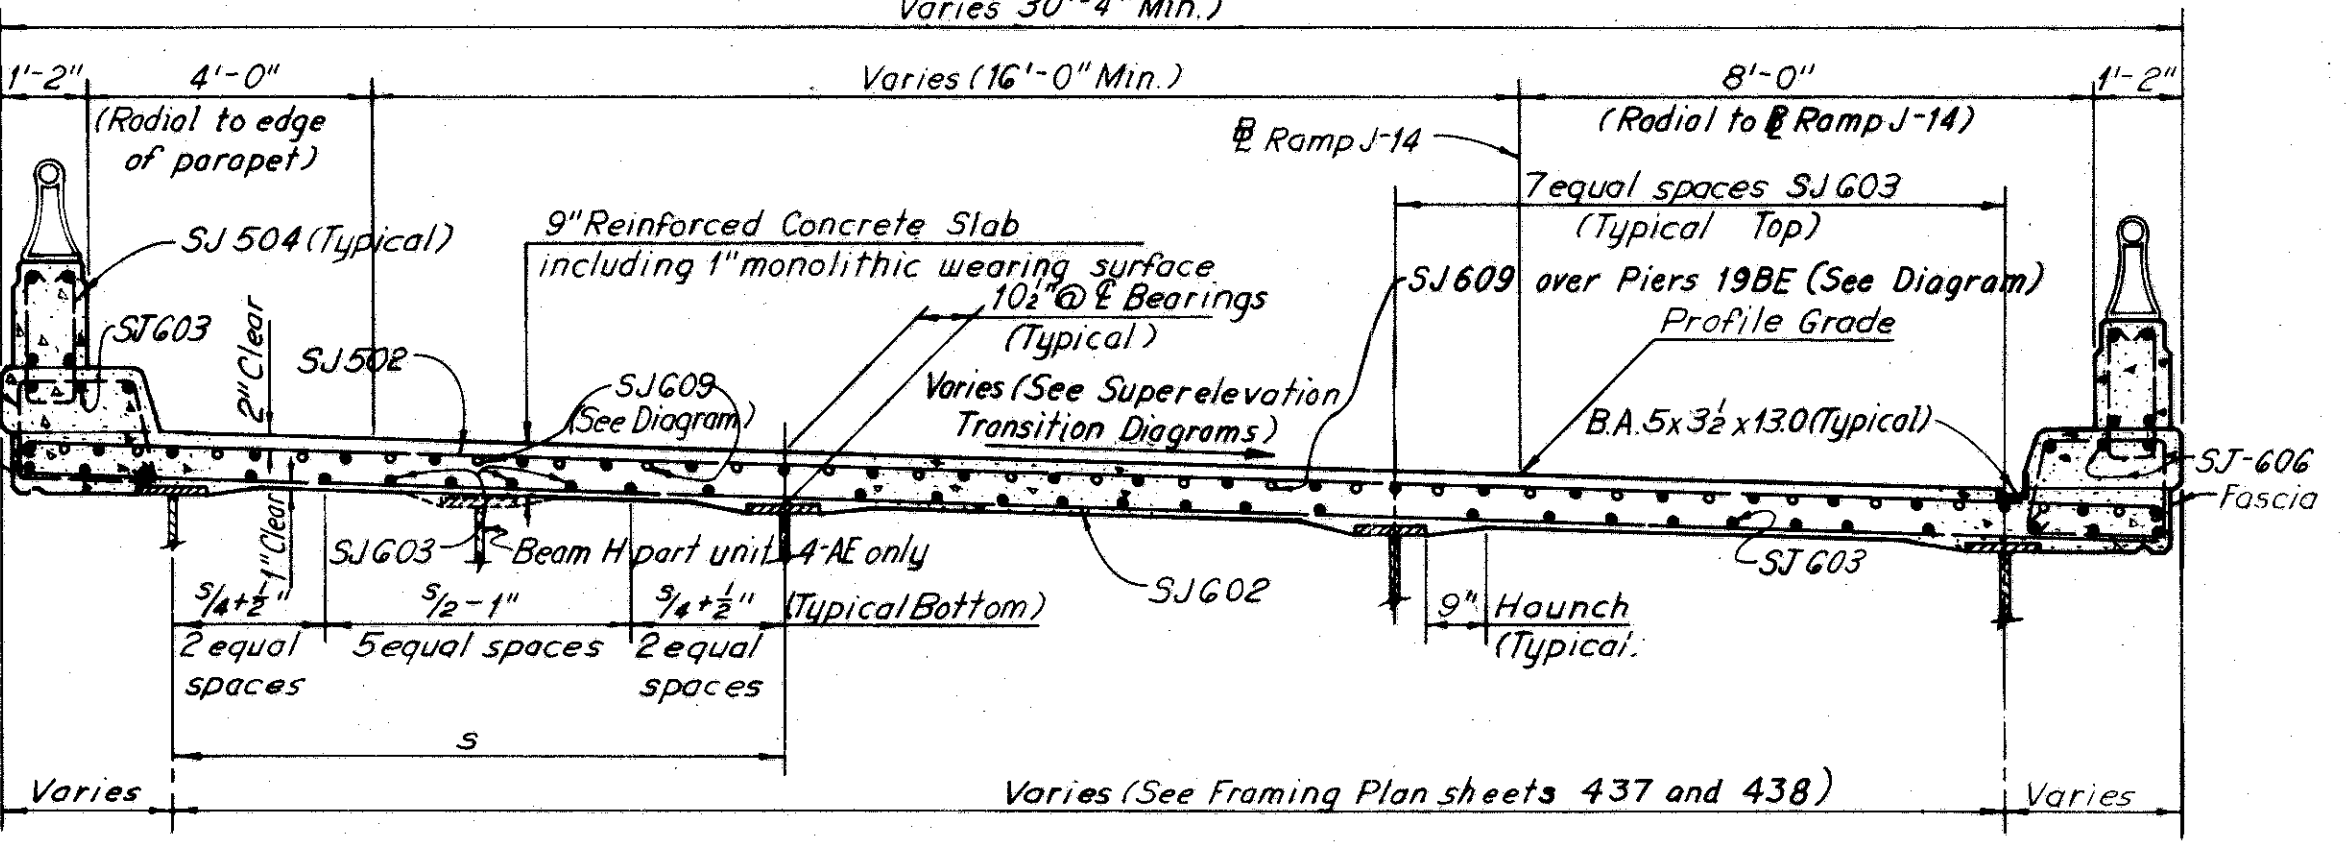 Varies 30'-4" Min.)
1'-2"
4'-0"
Varies (16'-0" Min.)
8'-0"
1'-2"
(Radial to edge
of parapet)
℄ Ramp J-14
(Radial to ℄ Ramp J-14)
7 equal spaces SJ603
(Typical Top)
SJ504 (Typical)
9" Reinforced Concrete Slab
including 1" monolithic wearing surface
10½" @ ℄ Bearings
(Typical)
SJ609 over Piers 19BE (See Diagram)
Profile Grade
SJ603
2" Clear
SJ502
SJ609
(See Diagram)
Varies (See Superelevation
Transition Diagrams)
B.A. 5x3½x13.0 (Typical)
SJ-606
Fascia
1" Clear
SJ603
Beam H part unit 4-AE only
SJ602
SJ603
s/4+½"
s/2-1"
s/4+½"
(Typical Bottom)
9" Haunch
(Typical.
2 equal
spaces
5 equal spaces
2 equal
spaces
s
Varies
Varies (See Framing Plan sheets 437 and 438)
Varies